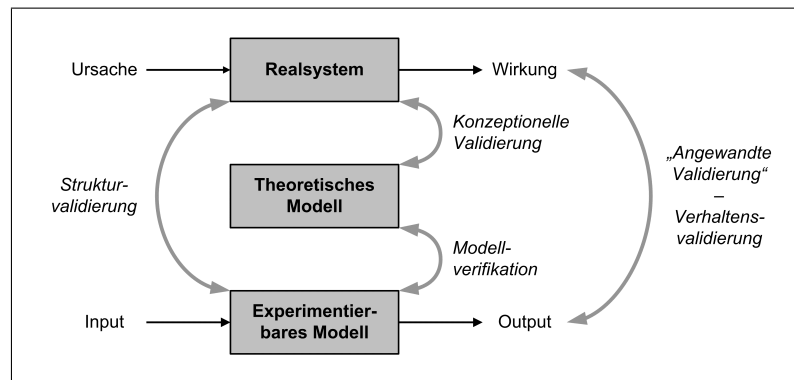 Ursache
Realsystem
Wirkung
Konzeptionelle
Validierung
„Angewandte
Validierung“
–
Verhaltens-
validierung
Struktur-
validierung
Theoretisches
Modell
Modell-
verifikation
Input
Experimentier-
bares Modell
Output